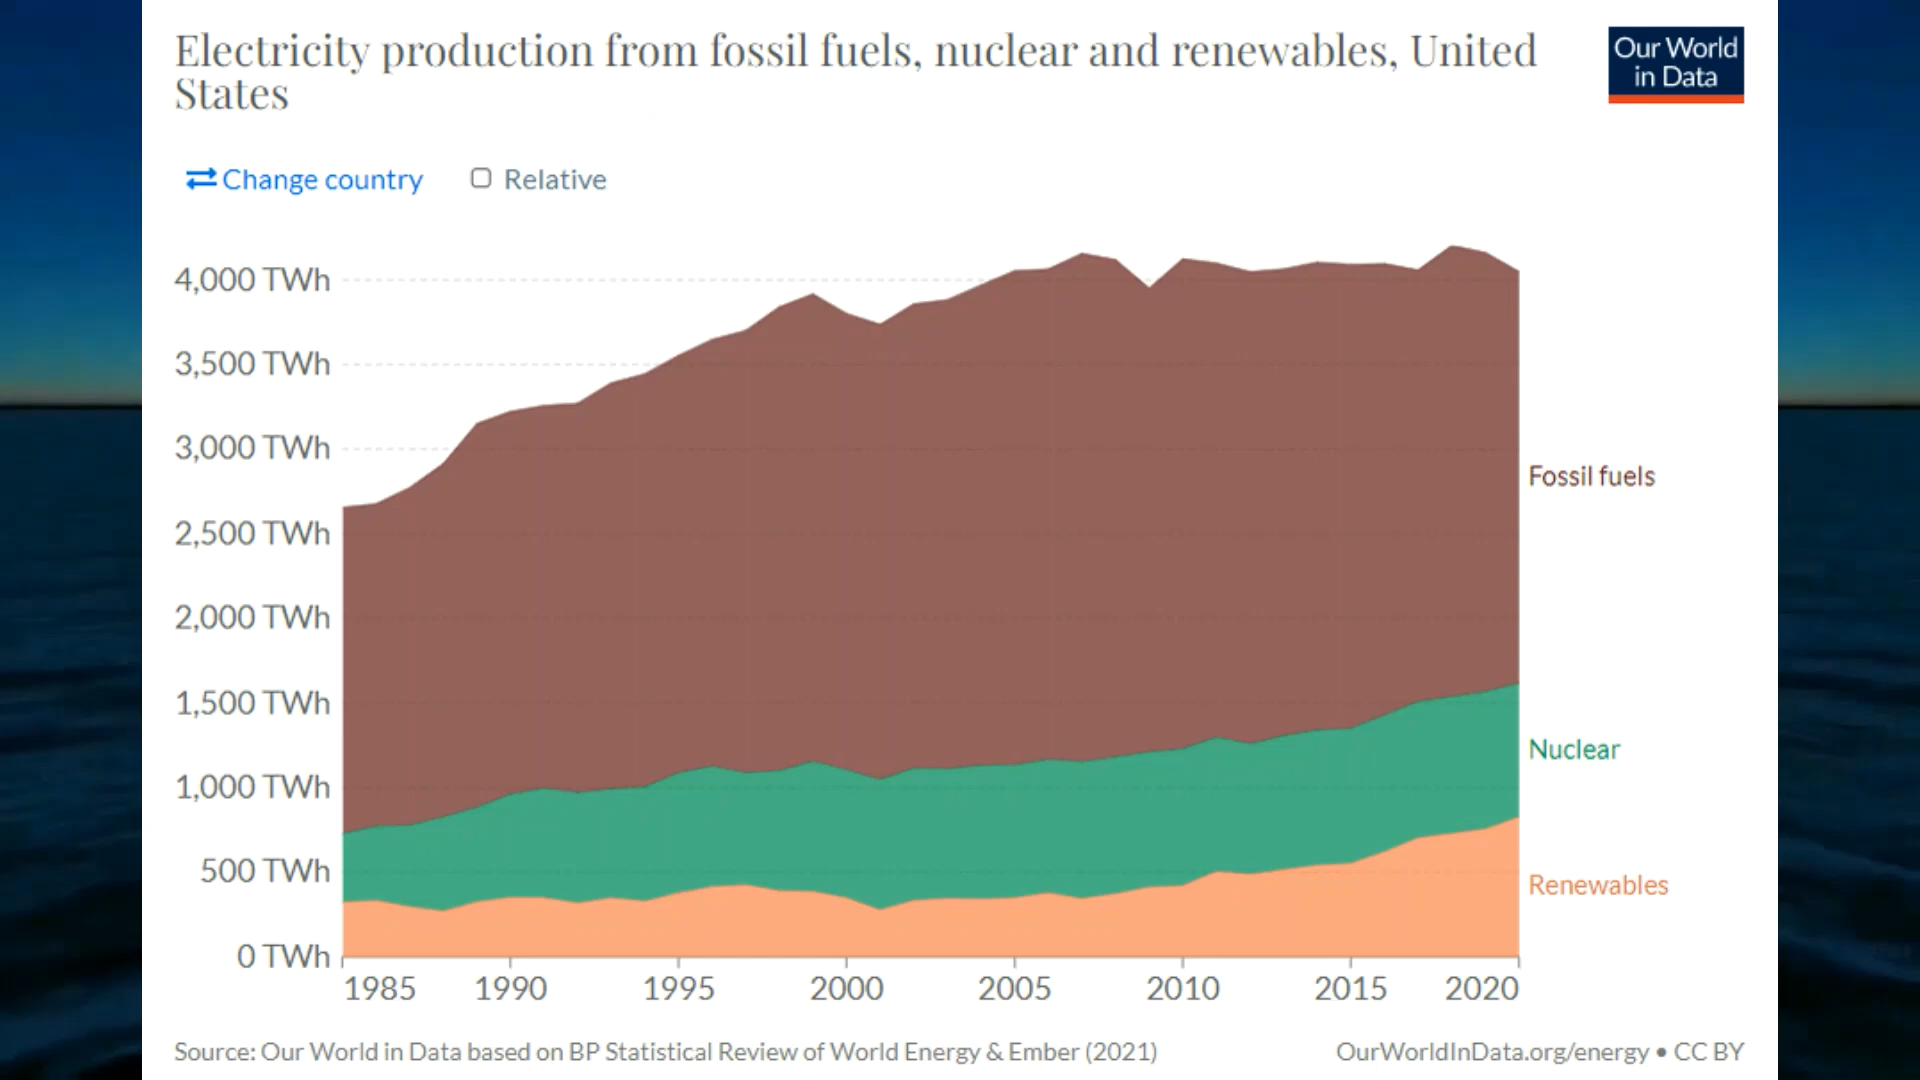 Electricity production from fossil fuels, nuclear and renewables, United
States
Our World
in Data
Change country
Relative
4,000 TWh
3,500 TWh
3,000 TWh
2,500 TWh
2,000 TWh
1,500 TWh
1,000 TWh
500 TWh
0 TWh
Fossil fuels
Nuclear
Renewables
1985 1990 1995 2000 2005 2010 2015 2020
Source: Our World in Data based on BP Statistical Review of World Energy & Ember (2021)
OurWorldInData.org/energy • CC BY